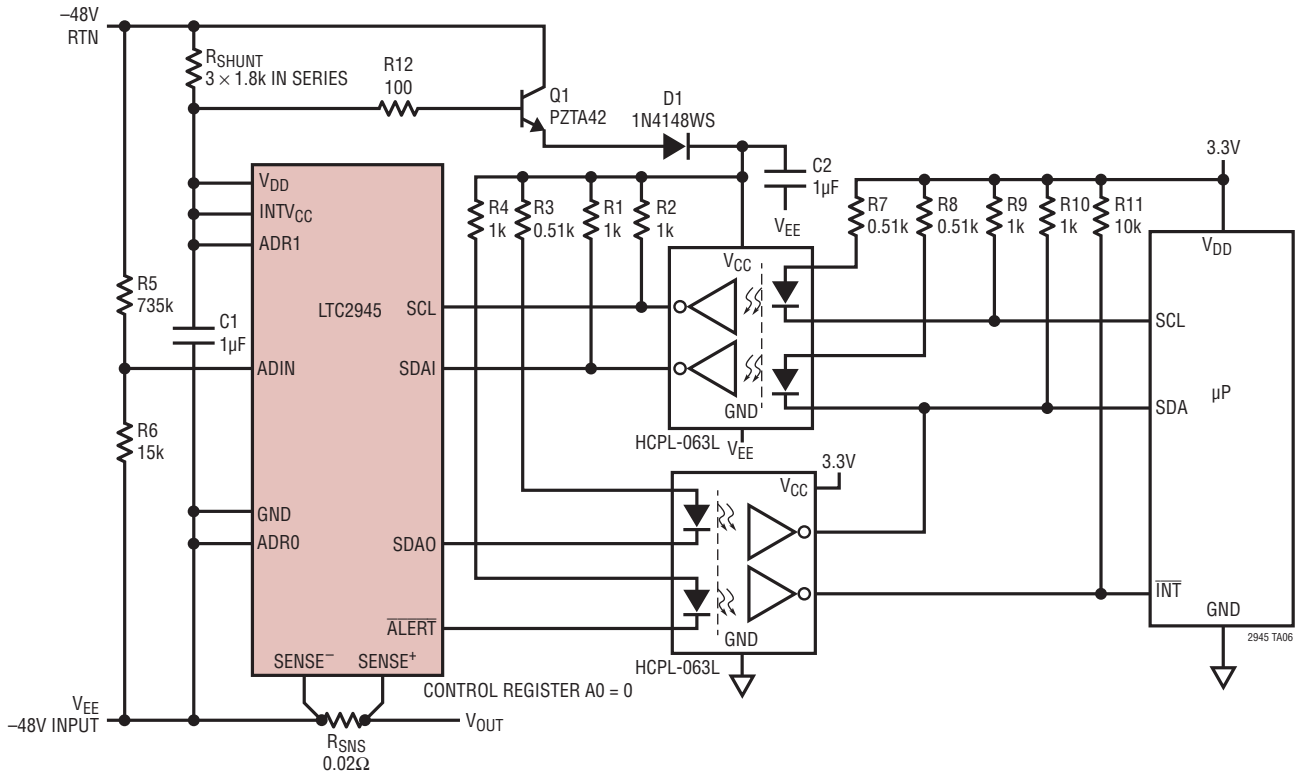 –48V
RTN
RSHUNT
3 × 1.8k IN SERIES
R12
100
Q1
PZTA42
D1
1N4148WS
C2
1µF
VEE
3.3V
R4
1k
R3
0.51k
R1
1k
R2
1k
R7
0.51k
R8
0.51k
R9
1k
R10
1k
R11
10k
VDD
INTVCC
ADR1
LTC2945
SCL
SDAI
ADIN
GND
ADR0
SDAO
ALERT
SENSE–
SENSE+
R5
735k
C1
1µF
R6
15k
VCC
GND
HCPL-063L
VEE
3.3V
VCC
GND
HCPL-063L
VDD
SCL
SDA
µP
INT
GND
2945 TA06
CONTROL REGISTER A0 = 0
VEE
–48V INPUT
RSNS
0.02Ω
VOUT